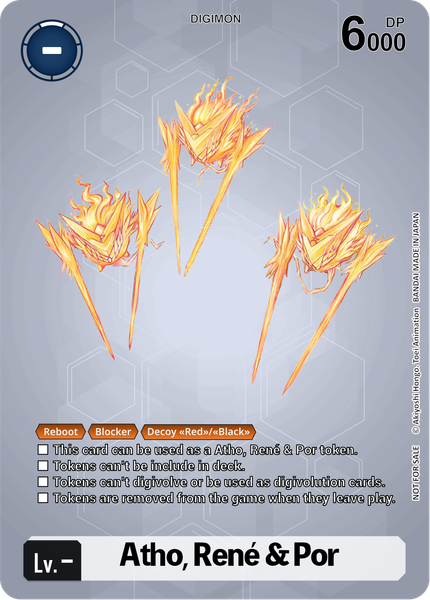 DIGIMON
DP
6000
-
Reboot Blocker Decoy «Red»/«Black»
This card can be used as a Atho, René & Por token.
Tokens can't be include in deck.
Tokens can't digivolve or be used as digivolution cards.
Tokens are removed from the game when they leave play.
NOT FOR SALE © Akiyoshi Hongo, Toei Animation BANDAI MADE IN JAPAN
Lv.-
Atho, René & Por